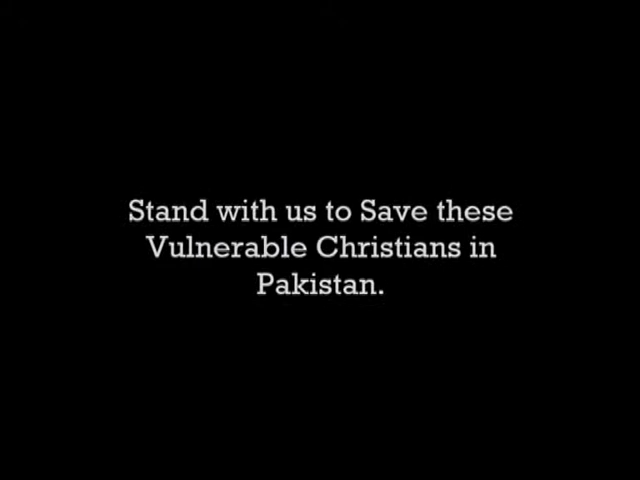 Stand with us to Save these
Vulnerable Christians in
Pakistan.